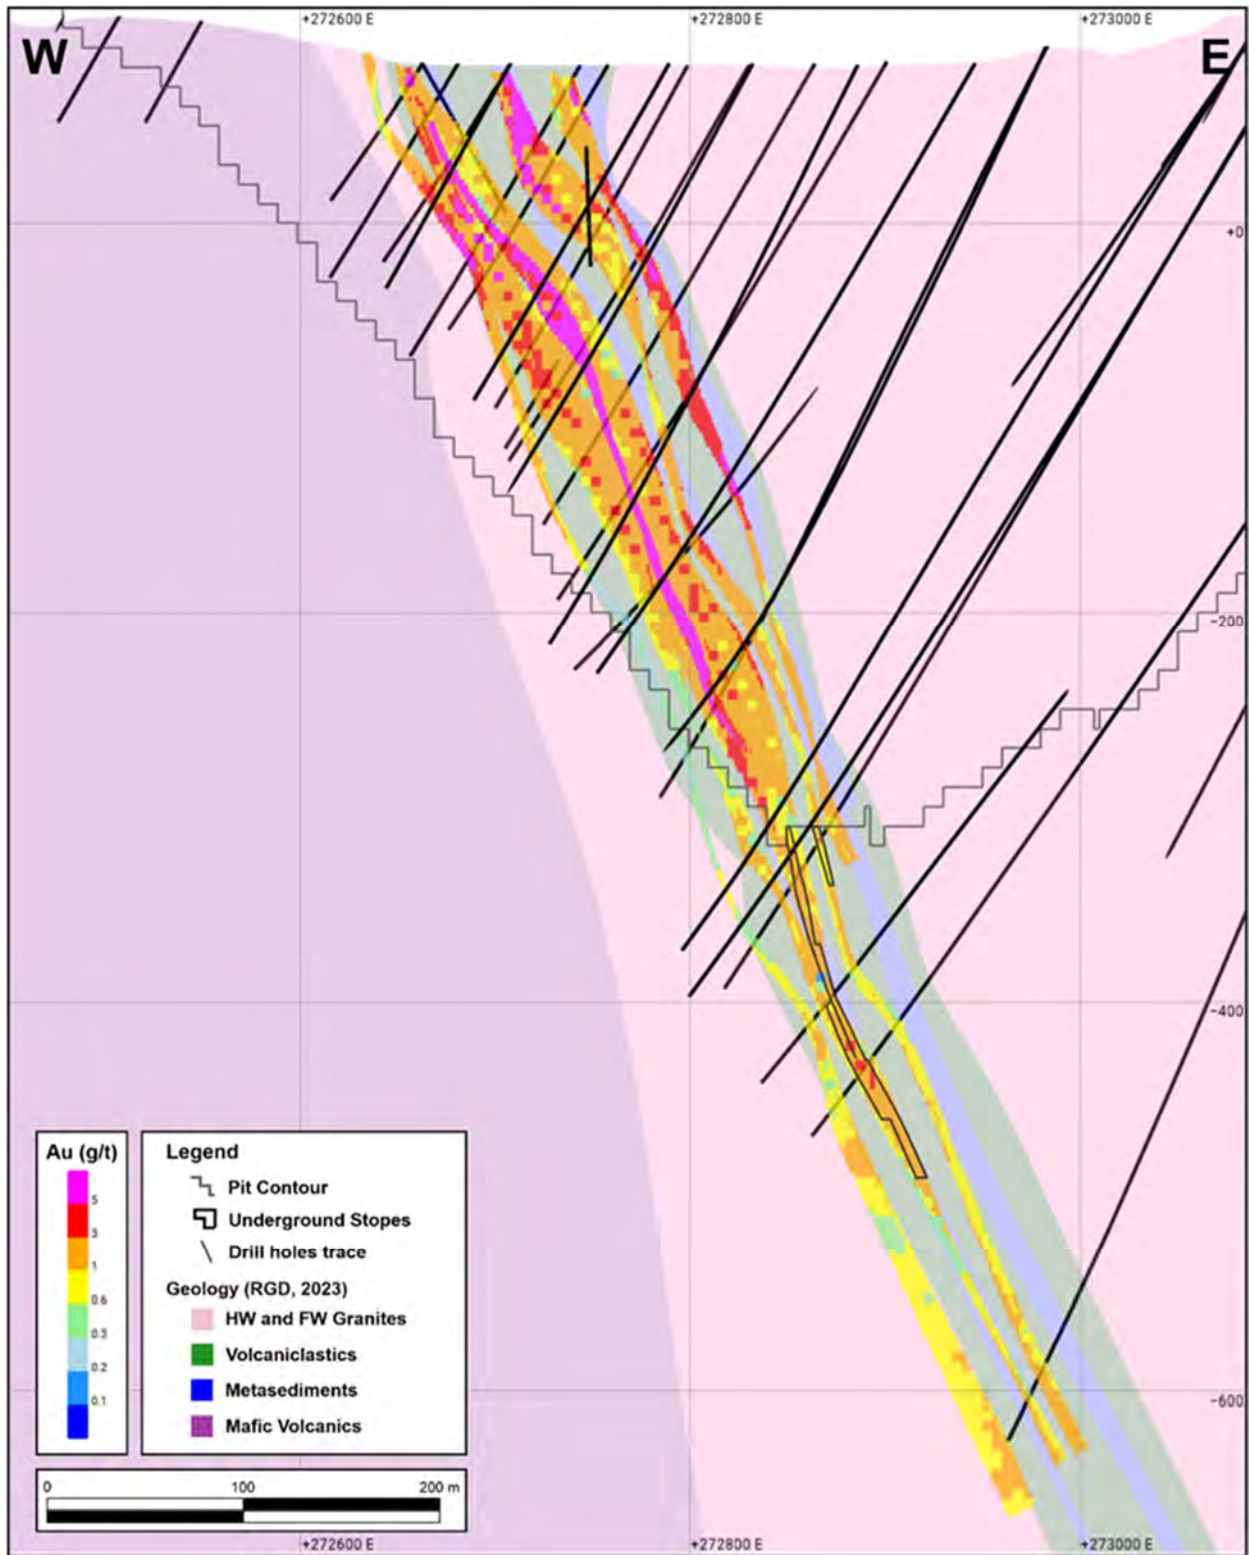 +272600 E
+272800 E
+273000 E
W
E
+0
-200
-400
-600
Au (g/t)
5
3
1
0.6
0.3
0.2
0.1
Legend
Pit Contour
Underground Stopes
Drill holes trace
Geology (RGD, 2023)
HW and FW Granites
Volcaniclastics
Metasediments
Mafic Volcanics
0
100
200 m
+272600 E
+272800 E
+273000 E